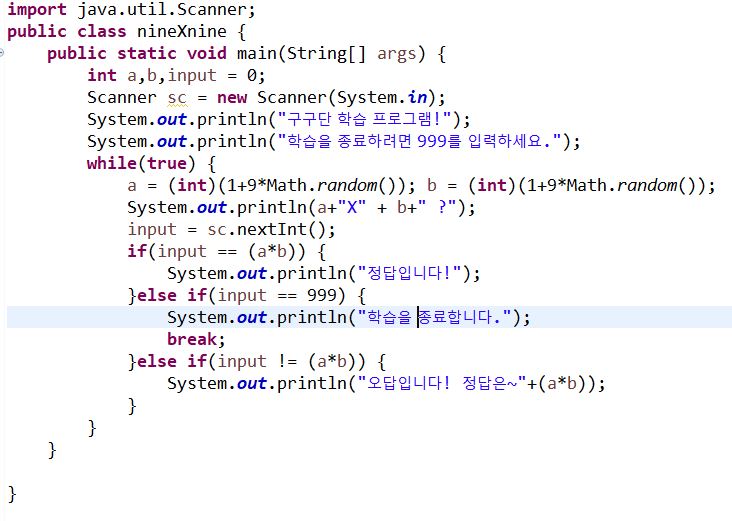 import java.util.Scanner;
public class nineXnine {
    public static void main(String[] args) {
        int a,b,input = 0;
        Scanner sc = new Scanner(System.in);
        System.out.println("구구단 학습 프로그램!");
        System.out.println("학습을 종료하려면 999를 입력하세요.");
        while(true) {
            a = (int)(1+9*Math.random()); b = (int)(1+9*Math.random());
            System.out.println(a+"X" + b+" ?");
            input = sc.nextInt();
            if(input == (a*b)) {
                System.out.println("정답입니다!");
            }else if(input == 999) {
                System.out.println("학습을 종료합니다.");
                break;
            }else if(input != (a*b)) {
                System.out.println("오답입니다! 정답은~"+(a*b));
            }
        }
    }
}